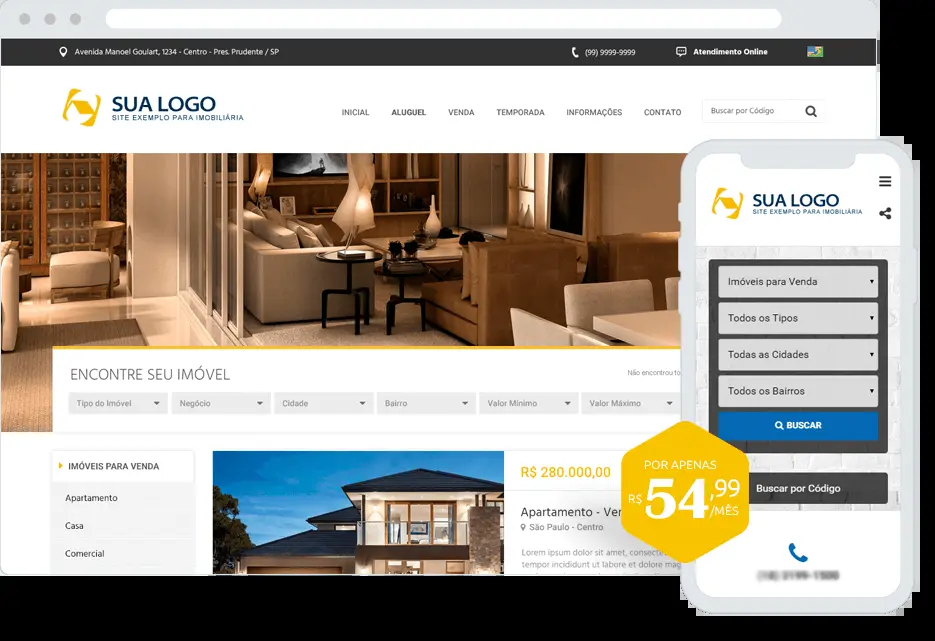 Avenida Manoel Goulart, 1234 - Centro - Pres. Prudente / SP
(99) 9999-9999
Atendimento Online
SUA LOGO
SITE EXEMPLO PARA IMOBILIÁRIA
INICIAL
ALUGUEL
VENDA
TEMPORADA
INFORMAÇÕES
CONTATO
Buscar por Código
ENCONTRE SEU IMÓVEL
Não encontrou
Tipo do Imóvel
Negócio
Cidade
Bairro
Valor Mínimo
Valor Máximo
IMÓVEIS PARA VENDA
Apartamento
Casa
Comercial
R$ 280.000,00
Apartamento -
São Paulo - Centro
Lorem ipsum dolor sit amet,
tempor incididunt ut labore et dolore
POR APENAS
R$ 54,99
/MÊS
SUA LOGO
SITE EXEMPLO PARA IMOBILIÁRIA
Imóveis para Venda
Todos os Tipos
Todas as Cidades
Todos os Bairros
BUSCAR
Buscar por Código